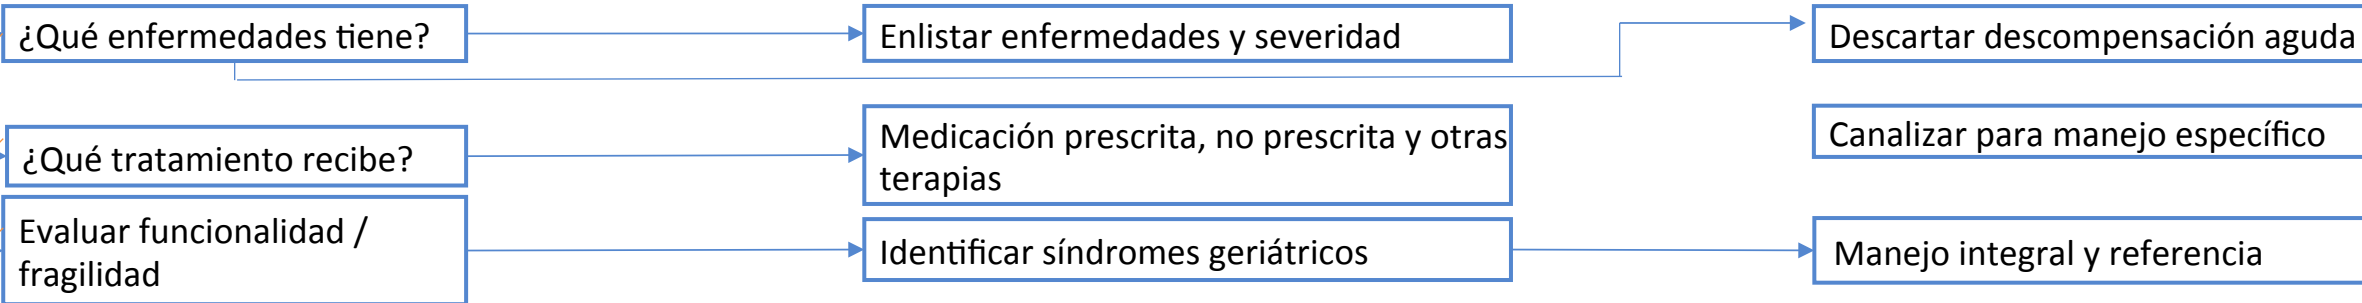 ¿Qué enfermedades tiene?
Enlistar enfermedades y severidad
Descartar descompensación aguda
¿Qué tratamiento recibe?
Medicación prescrita, no prescrita y otras
terapias
Canalizar para manejo específico
Evaluar funcionalidad /
fragilidad
Identificar síndromes geriátricos
Manejo integral y referencia